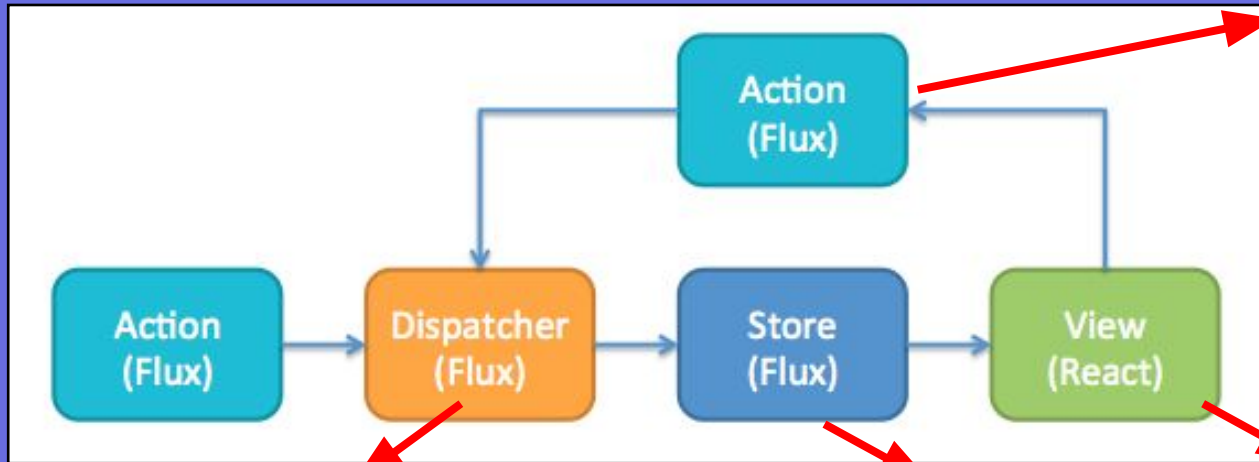 Action
(Flux)
Action
(Flux)
Dispatcher
(Flux)
Store
(Flux)
View
(React)